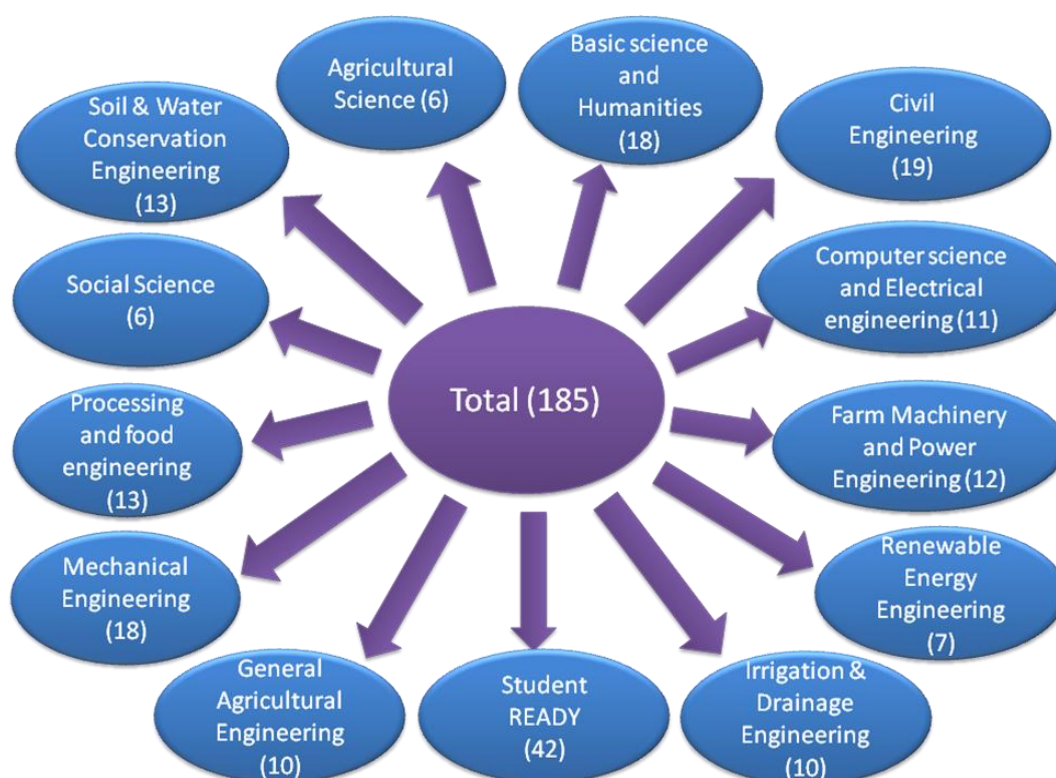 Agricultural
Science (6)
Basic science
and
Humanities
(18)
Civil
Engineering
(19)
Computer science
and Electrical
engineering (11)
Farm Machinery
and Power
Engineering (12)
Renewable
Energy
Engineering
(7)
Irrigation &
Drainage
Engineering
(10)
Student
READY
(42)
General
Agricultural
Engineering
(10)
Mechanical
Engineering
(18)
Processing
and food
engineering
(13)
Social Science
(6)
Soil & Water
Conservation
Engineering
(13)
Total (185)